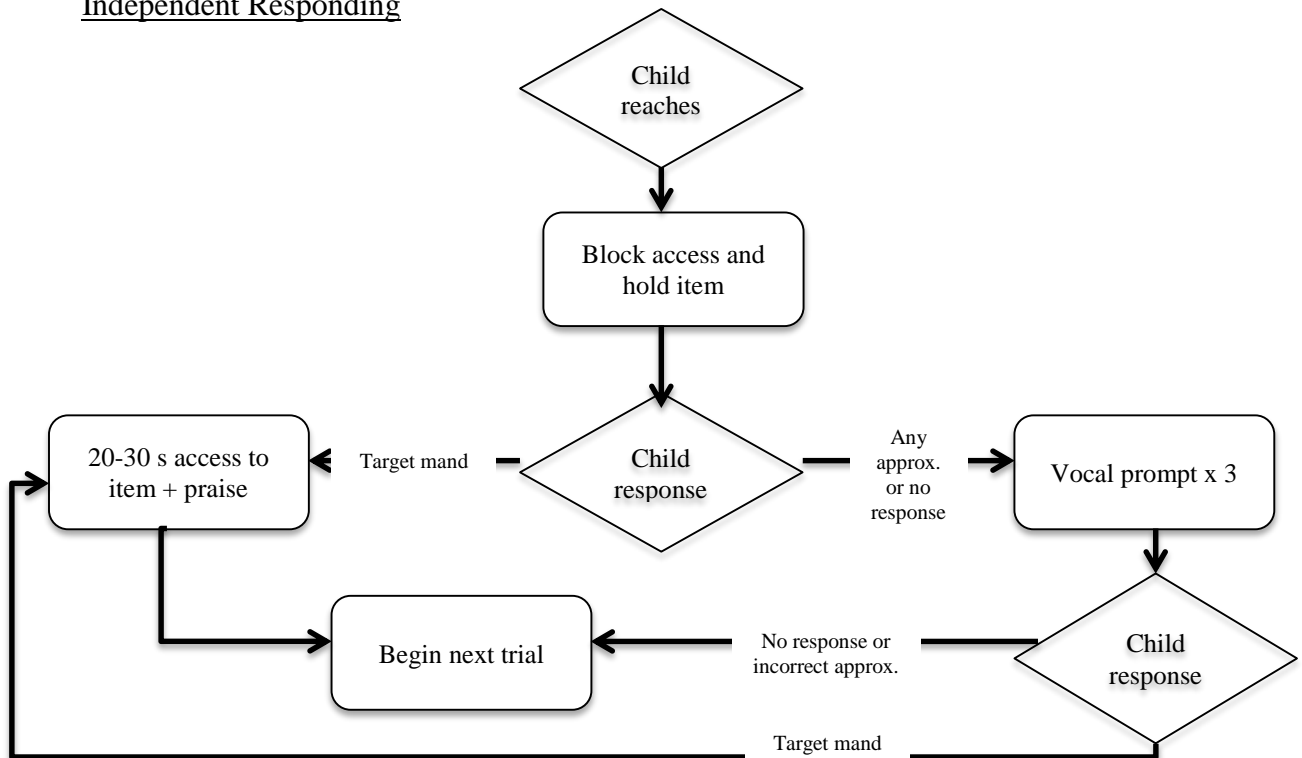 Independent Responding
Child
reaches
Block access and
hold item
20-30 s access to
item + praise
Target mand
Child
response
Any
approx.
or no
response
Vocal prompt x 3
Begin next trial
No response or
incorrect approx.
Child
response
Target mand